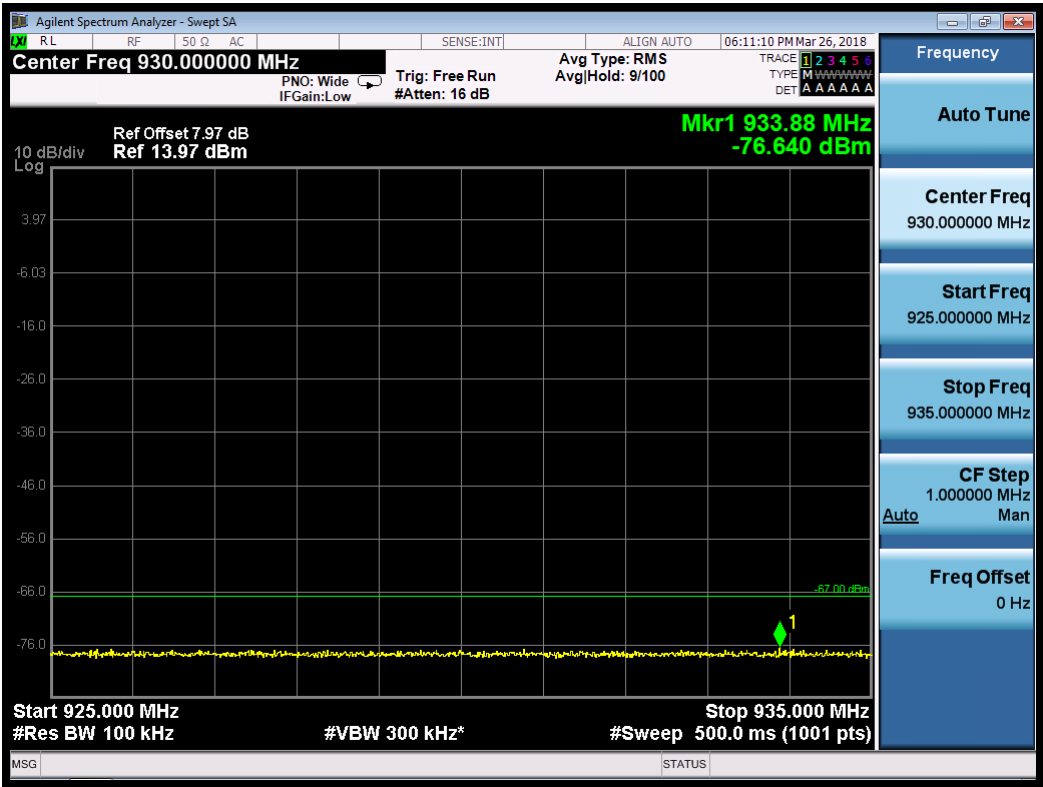 Agilent Spectrum Analyzer - Swept SA
LXI RL RF 50 Ω AC SENSE:INT ALIGN AUTO 06:11:10 PM Mar 26, 2018
Center Freq 930.000000 MHz
PNO: Wide
IFGain:Low
Trig: Free Run
#Atten: 16 dB
Avg Type: RMS
Avg|Hold: 9/100
TRACE 1 2 3 4 5 6
TYPE M WWWWW
DET A A A A A A
Mkr1 933.88 MHz
-76.640 dBm
Ref Offset 7.97 dB
10 dB/div Ref 13.97 dBm
Log
3.97
-6.03
-16.0
-26.0
-36.0
-46.0
-56.0
-66.0
-67.00 dBm
1
-76.0
Start 925.000 MHz Stop 935.000 MHz
#Res BW 100 kHz #VBW 300 kHz* #Sweep 500.0 ms (1001 pts)
MSG STATUS
Frequency
Auto Tune
Center Freq
930.000000 MHz
Start Freq
925.000000 MHz
Stop Freq
935.000000 MHz
CF Step
1.000000 MHz
Auto Man
Freq Offset
0 Hz